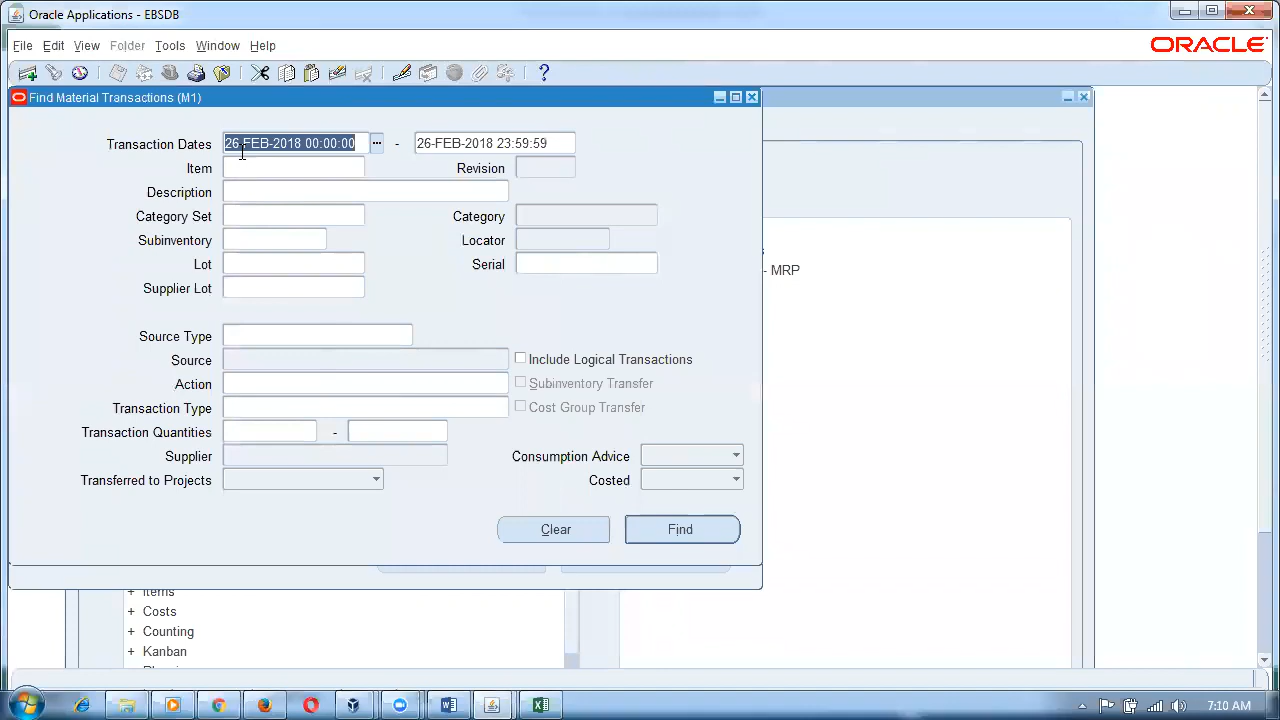 Oracle Applications - EBSDB
File Edit View Folder Tools Window Help
ORACLE
Find Material Transactions (M1)
Transaction Dates 26-FEB-2018 00:00:00 - 26-FEB-2018 23:59:59
Item Revision
Description
Category Set Category
Subinventory Locator
Lot Serial
- MRP
Supplier Lot
Source Type
Source Include Logical Transactions
Action Subinventory Transfer
Transaction Type Cost Group Transfer
Transaction Quantities -
Supplier Consumption Advice
Transferred to Projects Costed
Clear Find
Items
+ Costs
+ Counting
+ Kanban
7:10 AM